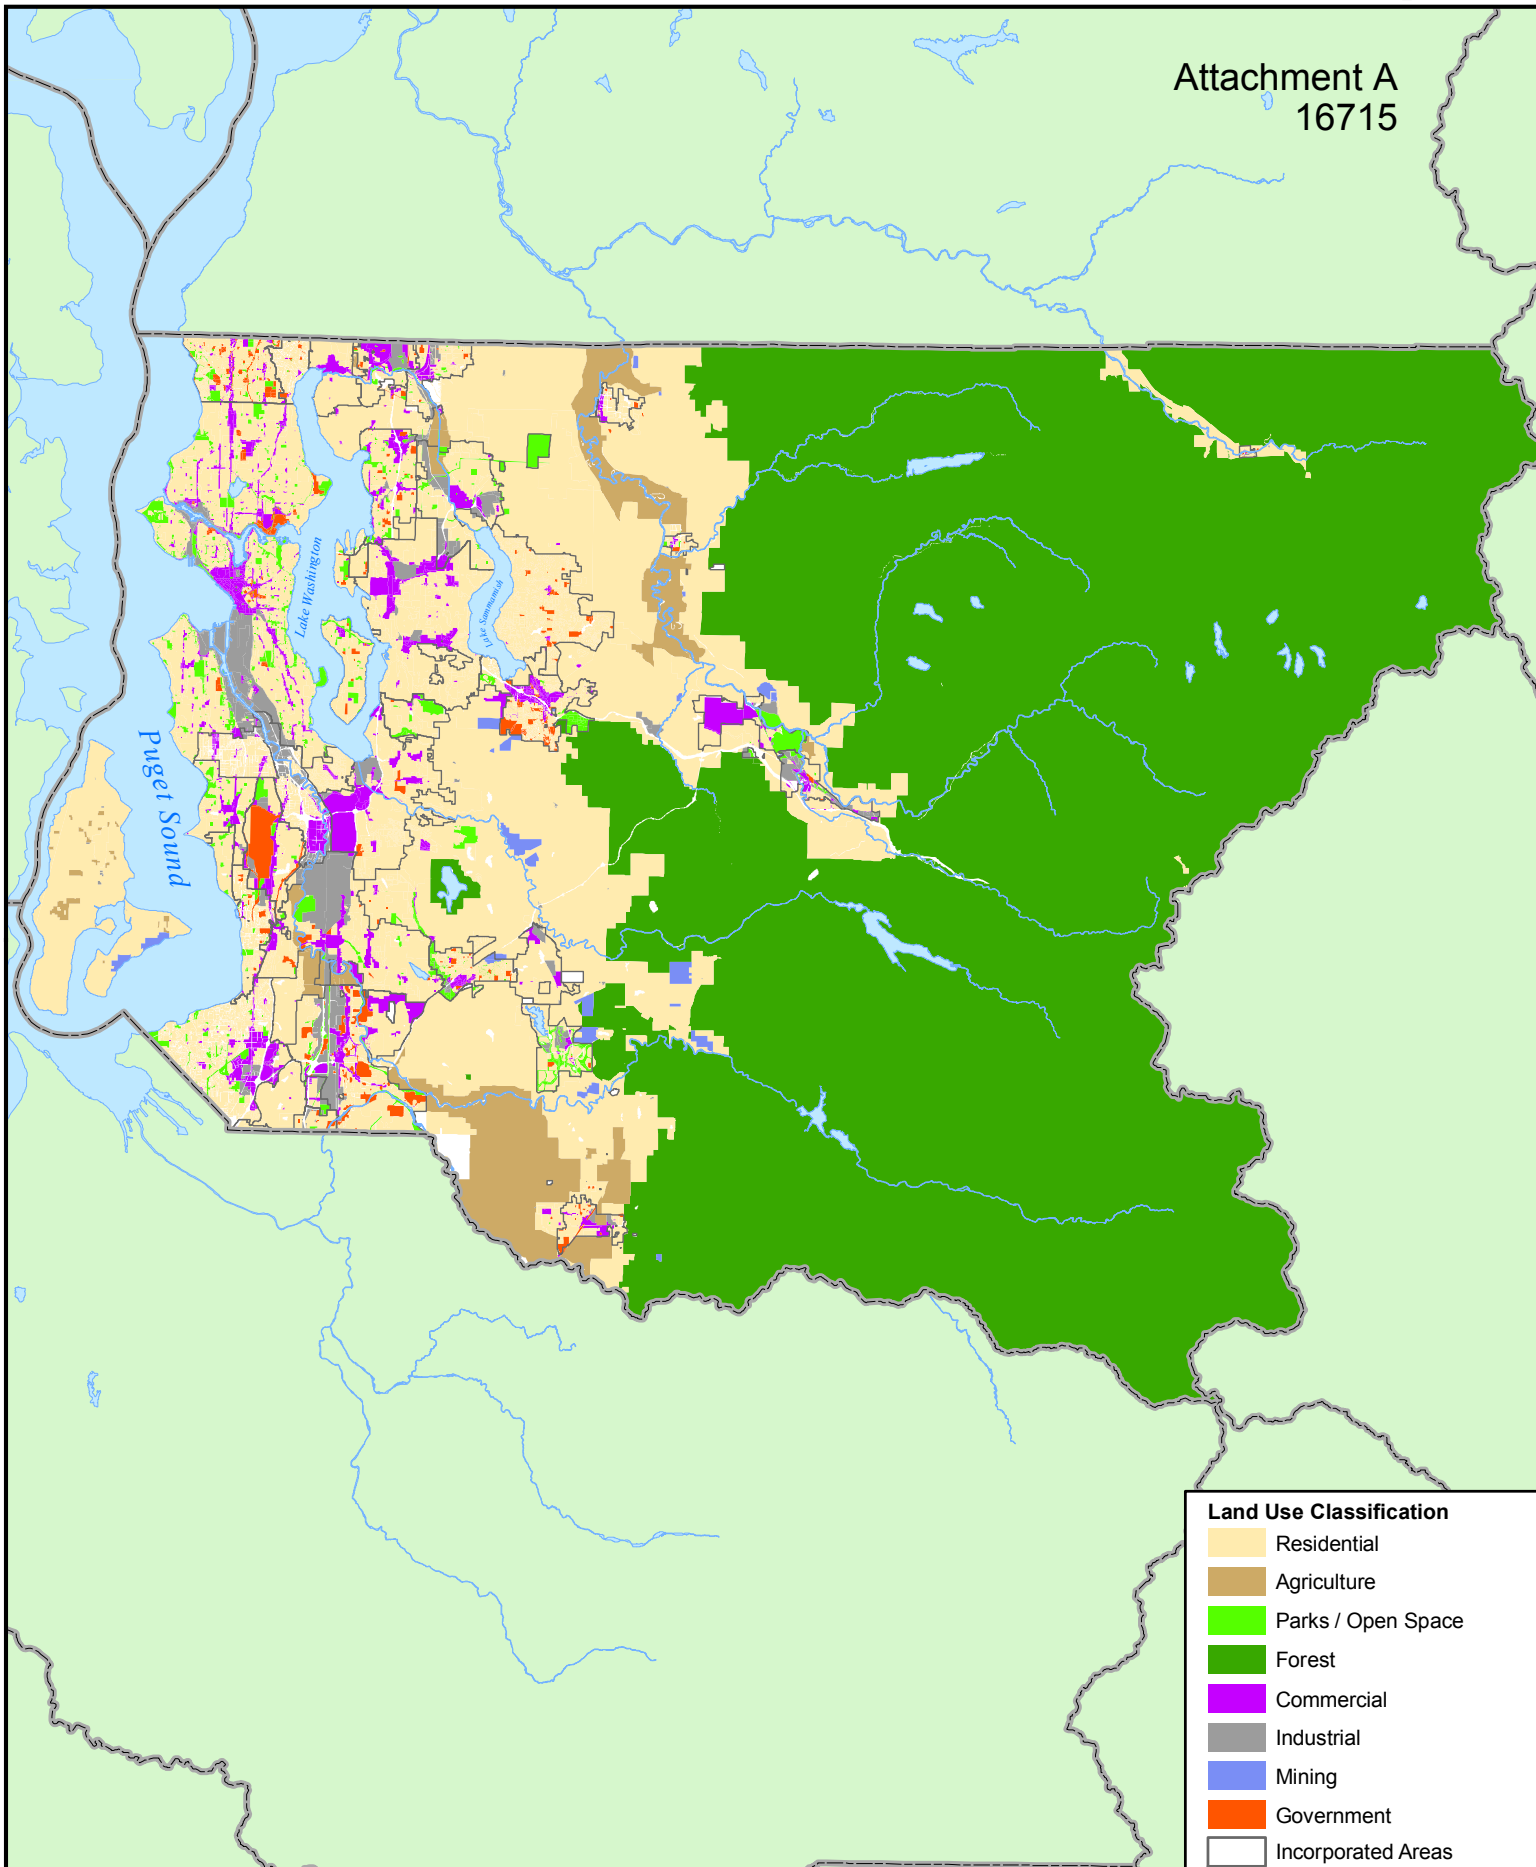 Attachment A
16715
Lake Washington
Lake Sammamish
Puget Sound
Land Use Classification
Residential
Agriculture
Parks / Open Space
Forest
Commercial
Industrial
Mining
Government
Incorporated Areas